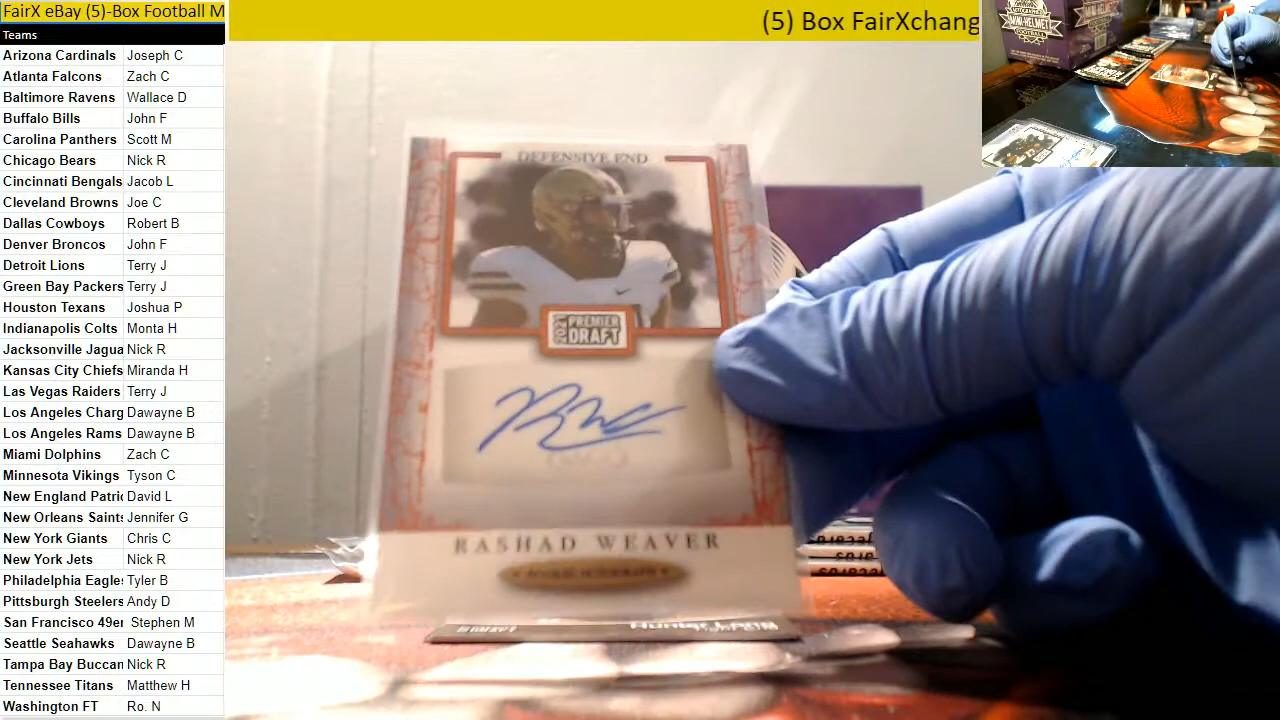 FairX eBay (5)-Box Football M
Teams
Arizona Cardinals Joseph C
Atlanta Falcons Zach C
Baltimore Ravens Wallace D
Buffalo Bills John F
Carolina Panthers Scott M
Chicago Bears Nick R
Cincinnati Bengals Jacob L
Cleveland Browns Joe C
Dallas Cowboys Robert B
Denver Broncos John F
Detroit Lions Terry J
Green Bay Packers Terry J
Houston Texans Joshua P
Indianapolis Colts Monta H
Jacksonville Jagua Nick R
Kansas City Chiefs Miranda H
Las Vegas Raiders Terry J
Los Angeles Charg Dawayne B
Los Angeles Rams Dawayne B
Miami Dolphins Zach C
Minnesota Vikings Tyson C
New England Patri David L
New Orleans Saints Jennifer G
New York Giants Chris C
New York Jets Nick R
Philadelphia Eagle Tyler B
Pittsburgh Steelers Andy D
San Francisco 49er Stephen M
Seattle Seahawks Dawayne B
Tampa Bay Buccan Nick R
Tennessee Titans Matthew H
Washington FT Ro. N
(5) Box FairXchang
MINI-HELMET
FOOTBALL
DEFENSIVE END
2021 PREMIER DRAFT
RASHAD WEAVER
Hunter Long